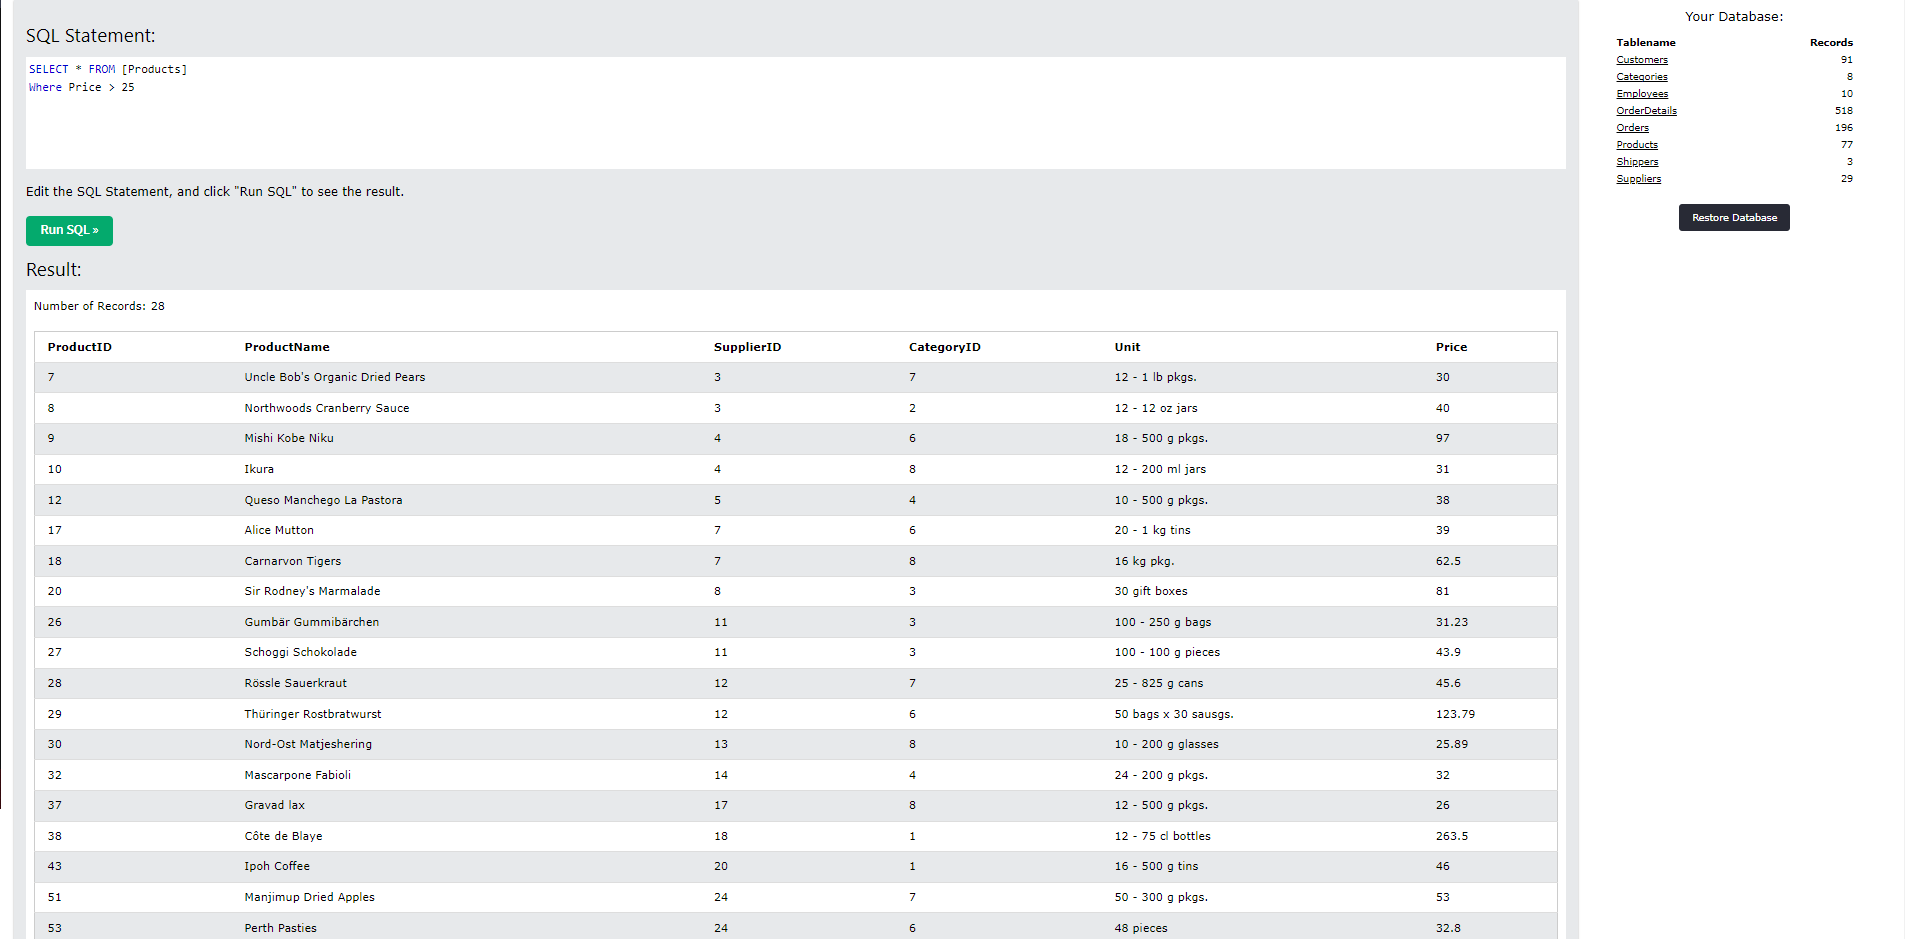 SQL Statement:
SELECT * FROM [Products]
Where Price > 25
Edit the SQL Statement, and click "Run SQL" to see the result.
Run SQL »
Result:
Number of Records: 28
ProductID ProductName SupplierID CategoryID Unit Price
7 Uncle Bob's Organic Dried Pears 3 7 12 - 1 lb pkgs. 30
8 Northwoods Cranberry Sauce 3 2 12 - 12 oz jars 40
9 Mishi Kobe Niku 4 6 18 - 500 g pkgs. 97
10 Ikura 4 8 12 - 200 ml jars 31
12 Queso Manchego La Pastora 5 4 10 - 500 g pkgs. 38
17 Alice Mutton 7 6 20 - 1 kg tins 39
18 Carnarvon Tigers 7 8 16 kg pkg. 62.5
20 Sir Rodney's Marmalade 8 3 30 gift boxes 81
26 Gumbär Gummibärchen 11 3 100 - 250 g bags 31.23
27 Schoggi Schokolade 11 3 100 - 100 g pieces 43.9
28 Rössle Sauerkraut 12 7 25 - 825 g cans 45.6
29 Thüringer Rostbratwurst 12 6 50 bags x 30 sausgs. 123.79
30 Nord-Ost Matjeshering 13 8 10 - 200 g glasses 25.89
32 Mascarpone Fabioli 14 4 24 - 200 g pkgs. 32
37 Gravad lax 17 8 12 - 500 g pkgs. 26
38 Côte de Blaye 18 1 12 - 75 cl bottles 263.5
43 Ipoh Coffee 20 1 16 - 500 g tins 46
51 Manjimup Dried Apples 24 7 50 - 300 g pkgs. 53
53 Perth Pasties 24 6 48 pieces 32.8
Your Database:
Tablename Records
Customers 91
Categories 8
Employees 10
OrderDetails 518
Orders 196
Products 77
Shippers 3
Suppliers 29
Restore Database